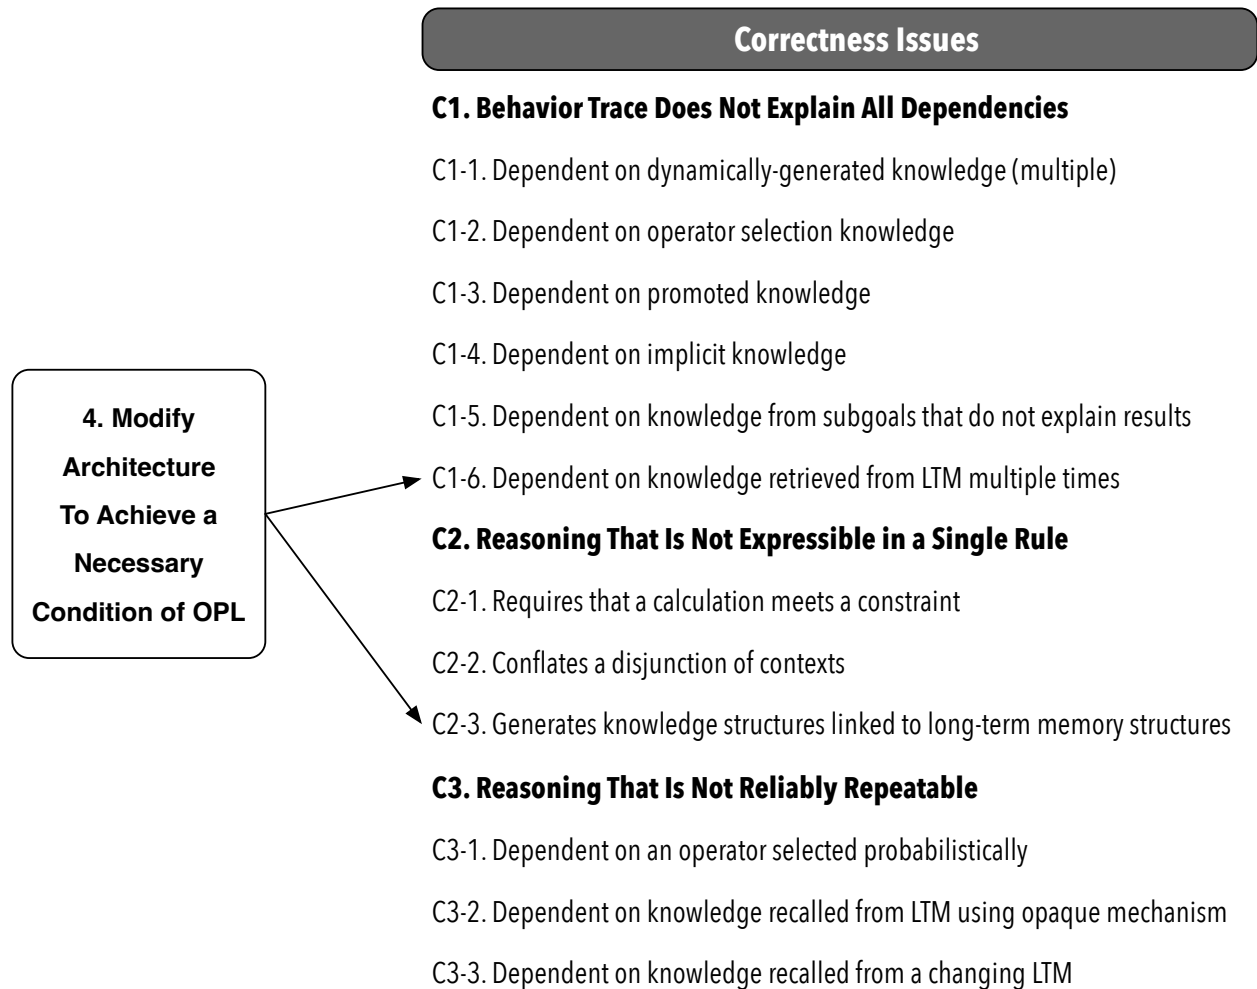 Correctness Issues
C1. Behavior Trace Does Not Explain All Dependencies
C1-1. Dependent on dynamically-generated knowledge (multiple)
C1-2. Dependent on operator selection knowledge
C1-3. Dependent on promoted knowledge
C1-4. Dependent on implicit knowledge
C1-5. Dependent on knowledge from subgoals that do not explain results
C1-6. Dependent on knowledge retrieved from LTM multiple times
C2. Reasoning That Is Not Expressible in a Single Rule
C2-1. Requires that a calculation meets a constraint
C2-2. Conflates a disjunction of contexts
C2-3. Generates knowledge structures linked to long-term memory structures
C3. Reasoning That Is Not Reliably Repeatable
C3-1. Dependent on an operator selected probabilistically
C3-2. Dependent on knowledge recalled from LTM using opaque mechanism
C3-3. Dependent on knowledge recalled from a changing LTM
4. Modify
Architecture
To Achieve a
Necessary
Condition of OPL